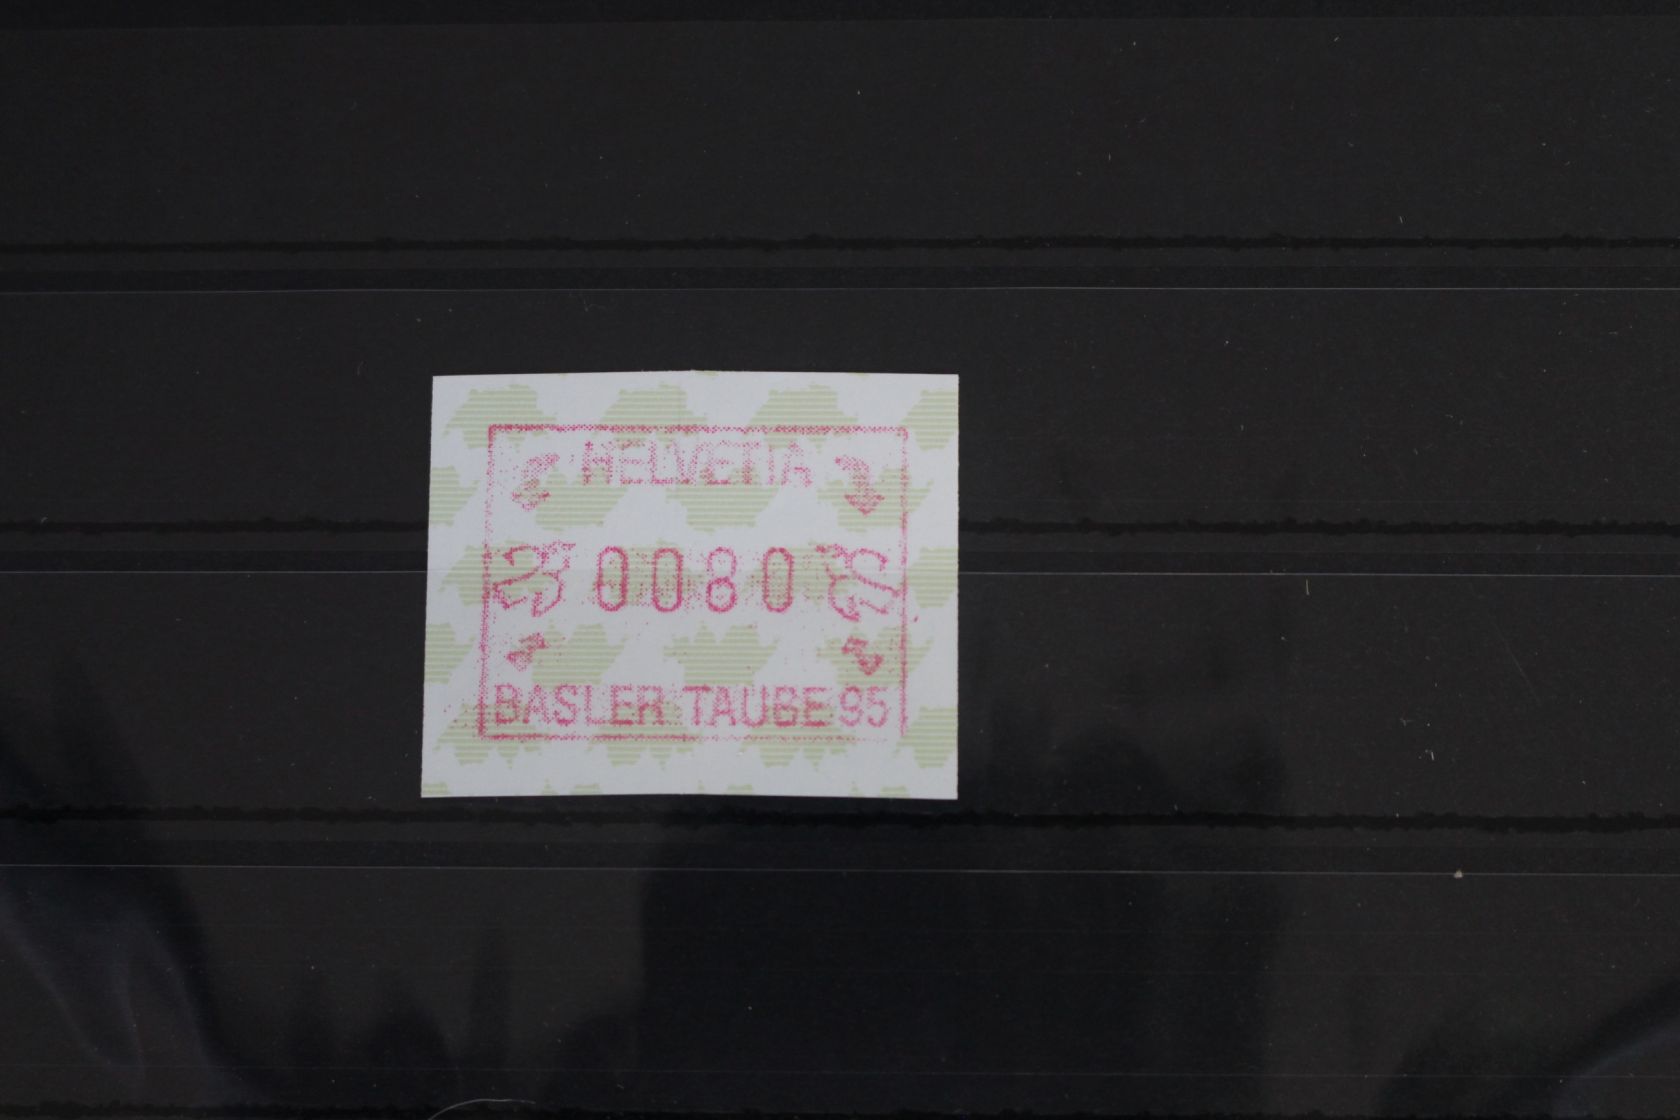 HELVETIA
0080
BASLER TAUBE 95